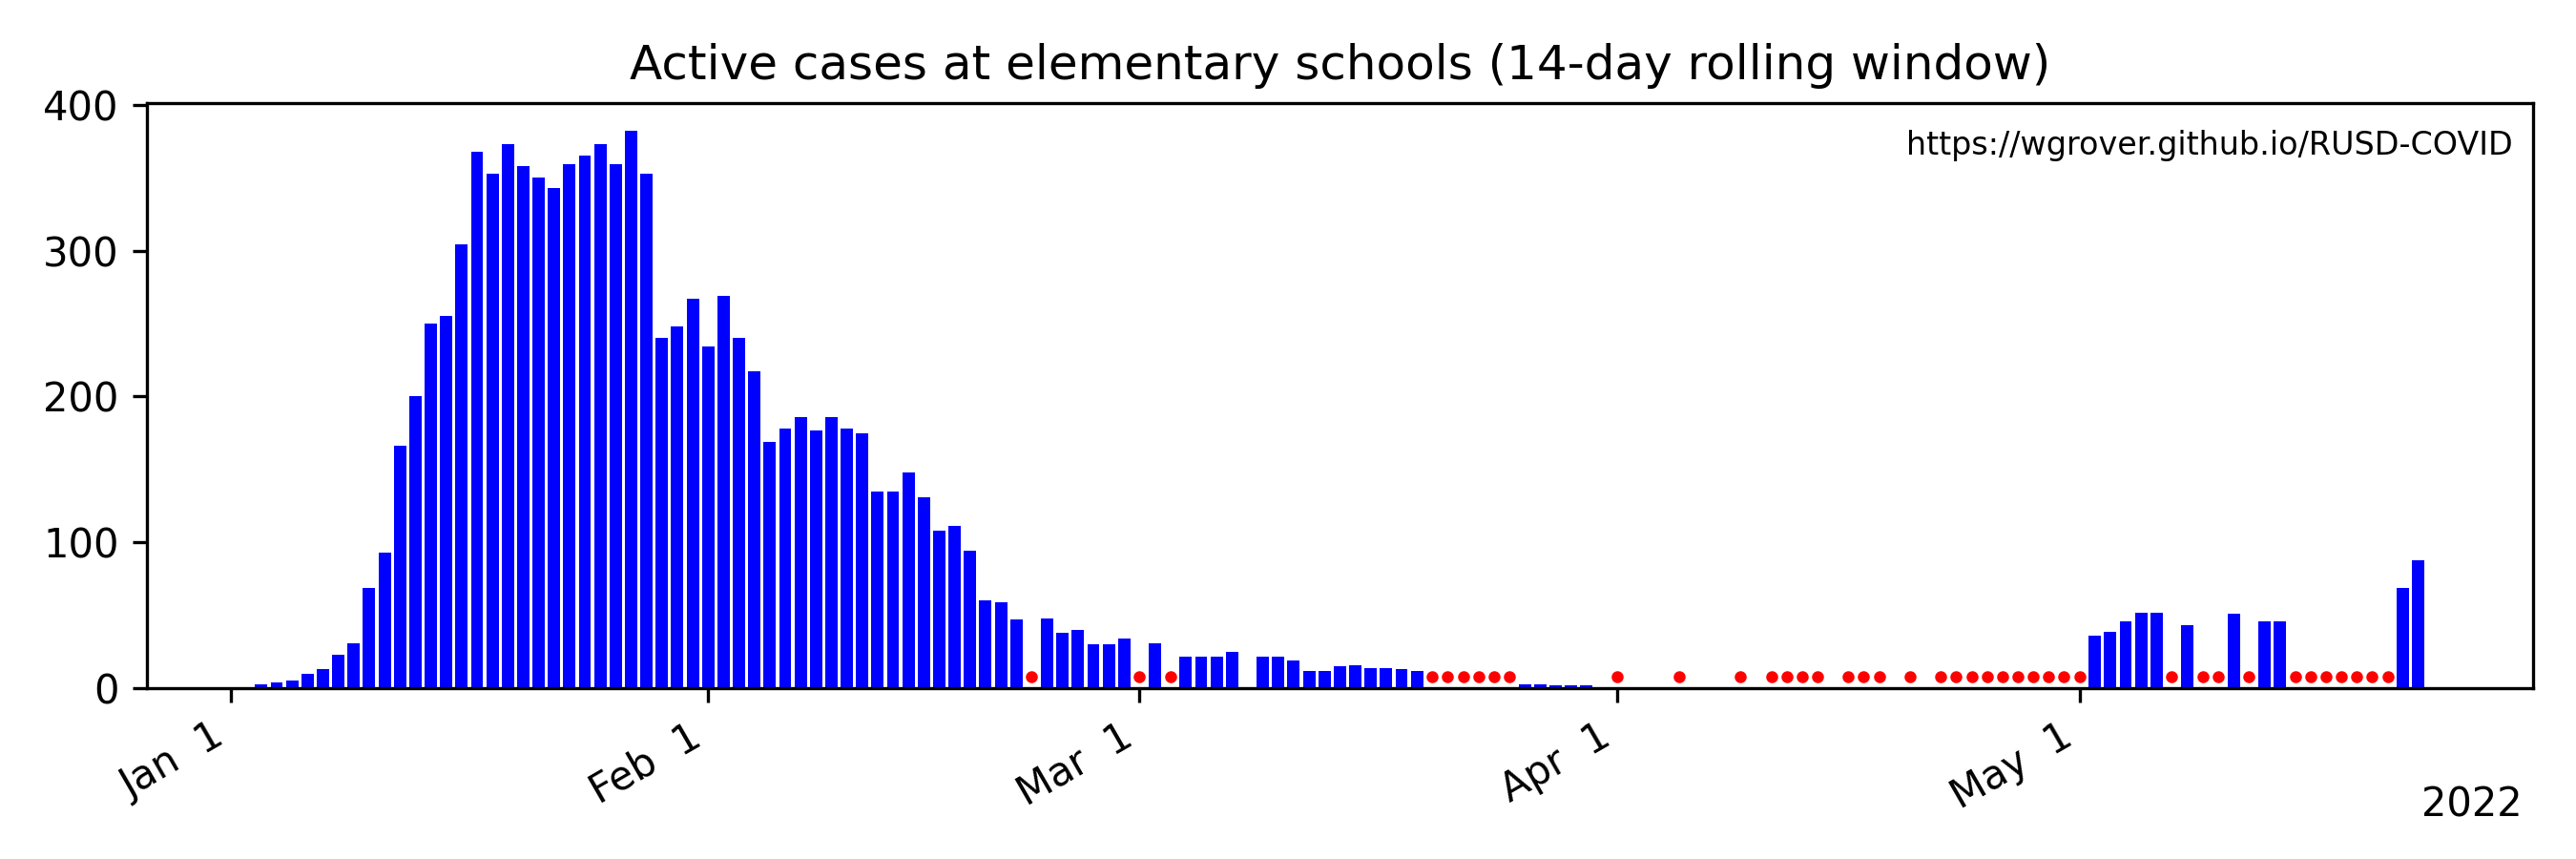 Active cases at elementary schools (14-day rolling window)
https://wgrover.github.io/RUSD-COVID
400
300
200
100
0
Jan 1
Feb 1
Mar 1
Apr 1
May 1
2022